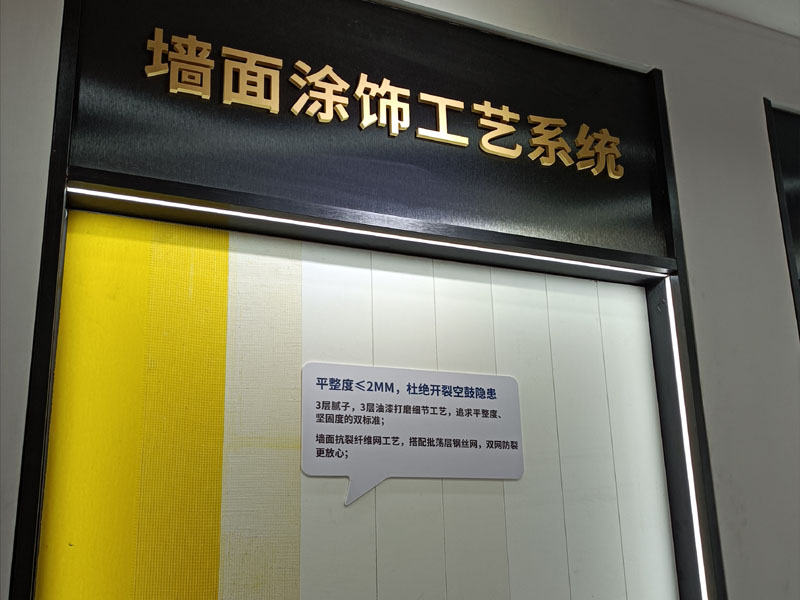 墙面涂饰工艺系统
平整度≤2MM，杜绝开裂空鼓隐患
3层腻子，3层油漆打磨细节工艺，追求平整度、
坚固度的双标准；
墙面抗裂纤维网工艺，搭配批荡层钢丝网，双网防裂
更放心；